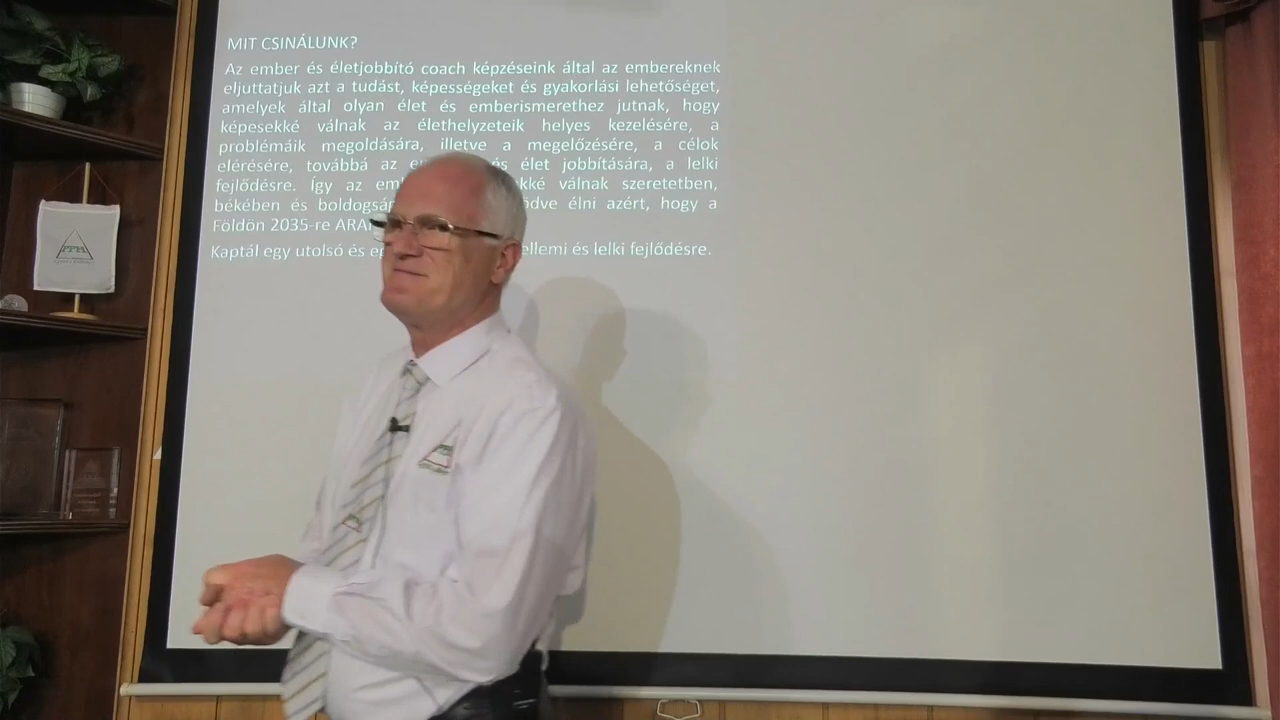 MIT CSINÁLUNK?
Az ember és életjobbító coach képzéseink által az embereknek
eljuttatjuk azt a tudást, képességeket és gyakorlási lehetőséget,
amelyek által olyan élet és emberismerethez jutnak, hogy
képesekké válnak az élethelyzeteik helyes kezelésére, a
problémáik megoldására, illetve a megelőzésére, a célok
elérésére, továbbá az és élet jobbítására, a lelki
fejlődésre. Így az válnak szeretetben,
békében és élni azért, hogy a
Földön 2035-re
Kaptál egy utolsó és és lelki fejlődésre.